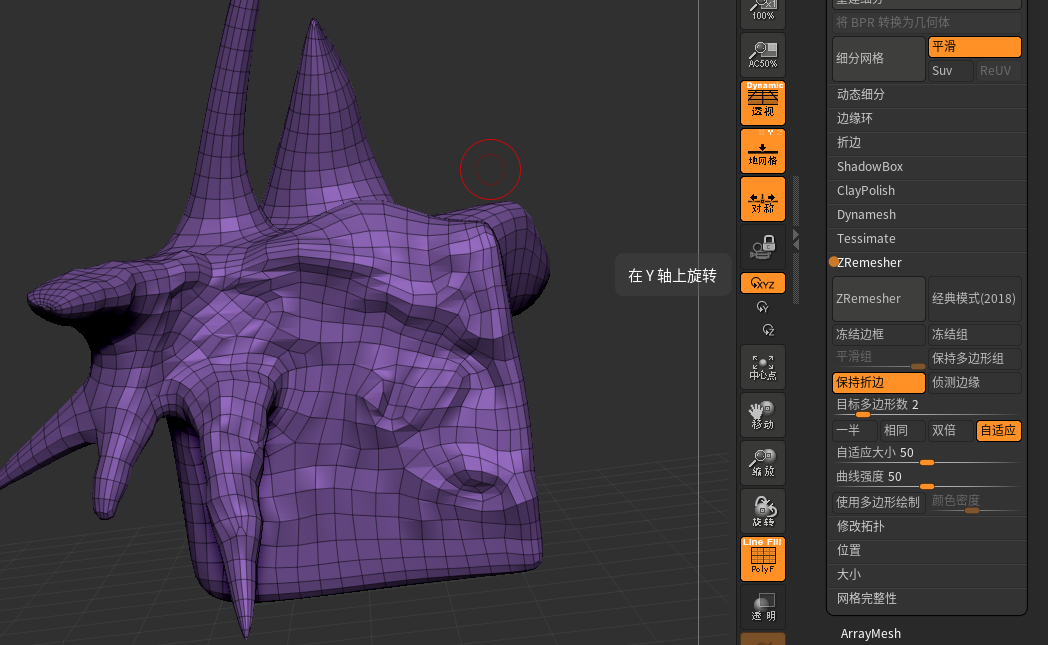 100%
AC50%
Dynamic
透视
地网格
对称
XYZ
Y
Z
中心点
移动
缩放
旋转
Line Fill
PolyF
透明
在 Y 轴上旋转
将 BPR 转换为几何体
细分网格
平滑
Suv
ReUV
动态细分
边缘环
折边
ShadowBox
ClayPolish
Dynamesh
Tessimate
ZRemesher
ZRemesher
经典模式(2018)
冻结边框
冻结组
平滑组
保持多边形组
保持折边
侦测边缘
目标多边形数 2
一半
相同
双倍
自适应
自适应大小 50
曲线强度 50
使用多边形绘制
颜色密度
修改拓扑
位置
大小
网格完整性
ArrayMesh